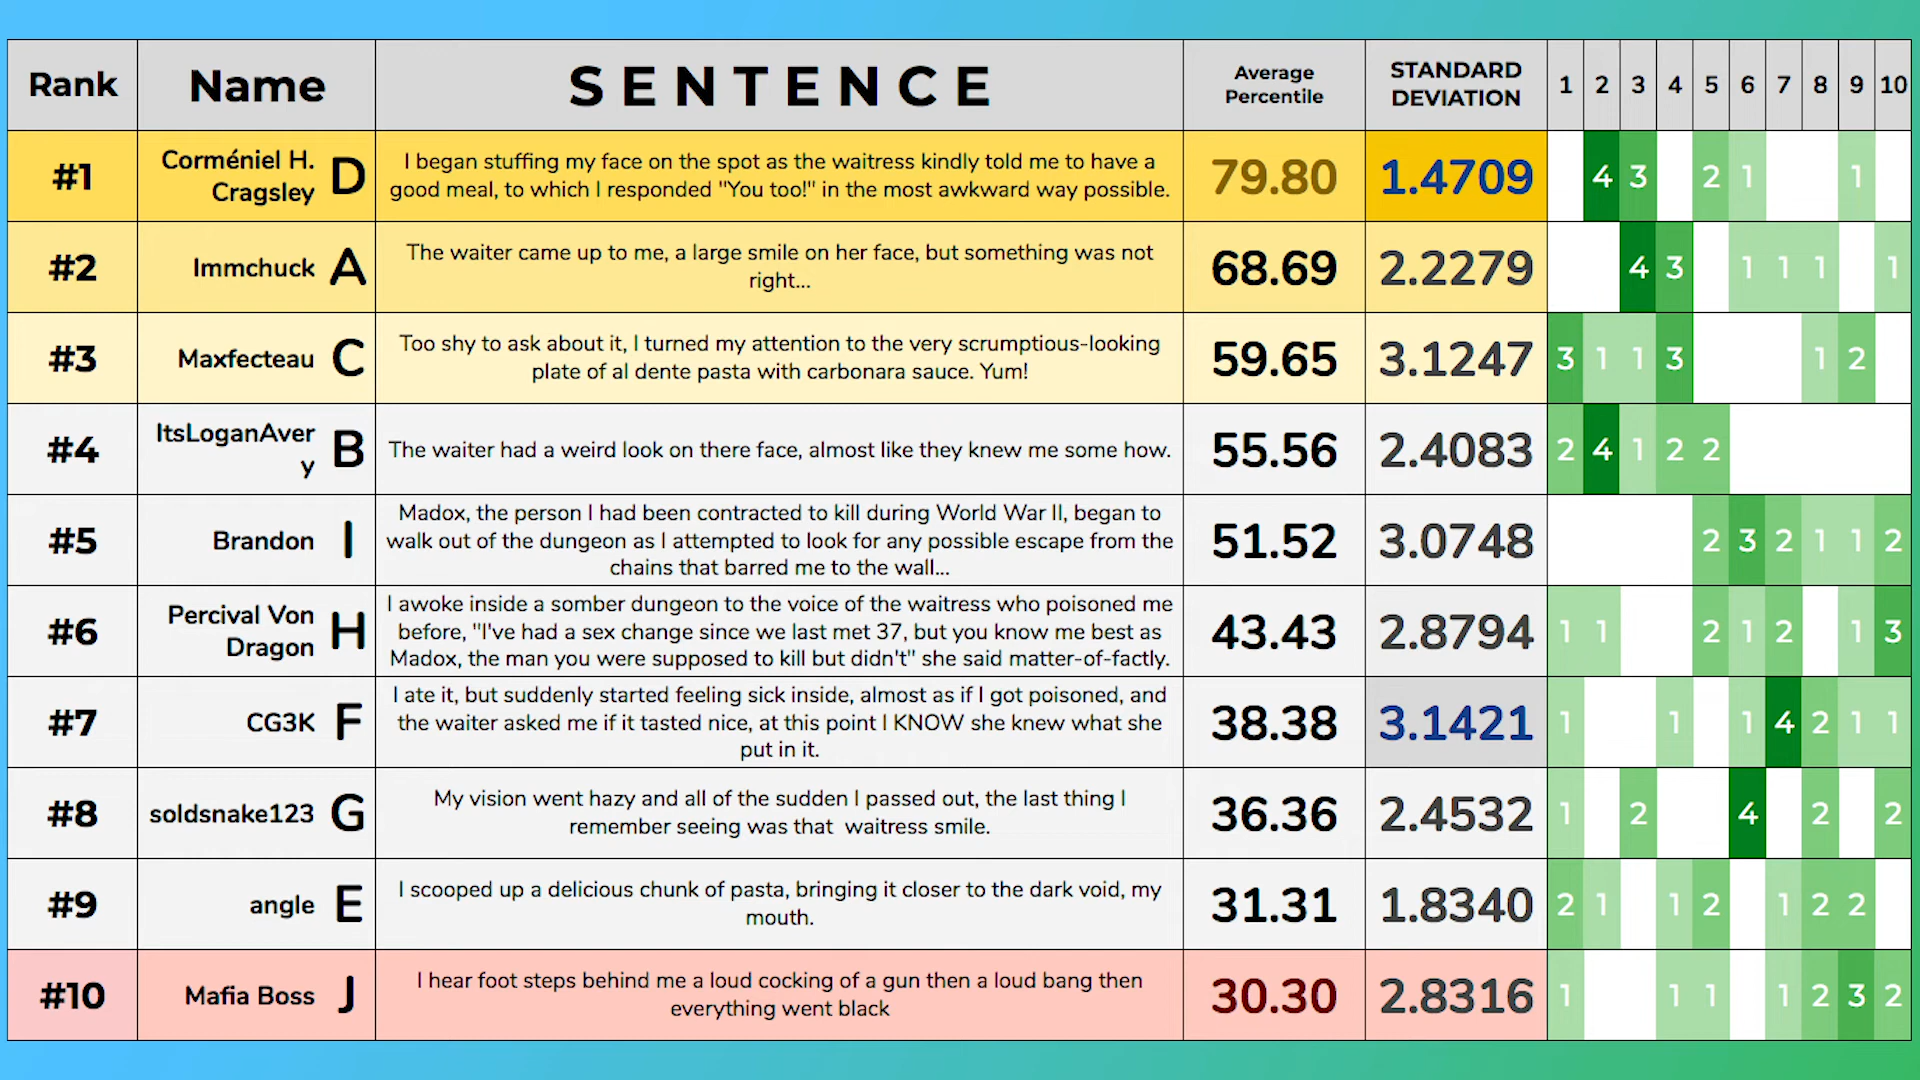 Rank Name SENTENCE Average Percentile STANDARD DEVIATION 1 2 3 4 5 6 7 8 9 10
#1 Corméniel H. Cragsley D
I began stuffing my face on the spot as the waitress kindly told me to have a
good meal, to which I responded "You too!" in the most awkward way possible.
79.80 1.4709 4 3 2 1 1
#2 Immchuck A
The waiter came up to me, a large smile on her face, but something was not
right...
68.69 2.2279 4 3 1 1 1 1
#3 Maxfecteau C
Too shy to ask about it, I turned my attention to the very scrumptious-looking
plate of al dente pasta with carbonara sauce. Yum!
59.65 3.1247 3 1 1 3 1 2
#4 ItsLoganAvery B
The waiter had a weird look on there face, almost like they knew me some how.
55.56 2.4083 2 4 1 2 2
#5 Brandon I
Madox, the person I had been contracted to kill during World War II, began to
walk out of the dungeon as I attempted to look for any possible escape from the
chains that barred me to the wall...
51.52 3.0748 2 3 2 1 1 2
#6 Percival Von Dragon H
I awoke inside a somber dungeon to the voice of the waitress who poisoned me
before, "I've had a sex change since we last met 37, but you know me best as
Madox, the man you were supposed to kill but didn't" she said matter-of-factly.
43.43 2.8794 1 1 2 1 2 1 3
#7 CG3K F
I ate it, but suddenly started feeling sick inside, almost as if I got poisoned, and
the waiter asked me if it tasted nice, at this point I KNOW she knew what she
put in it.
38.38 3.1421 1 1 1 4 2 1 1
#8 soldsnake123 G
My vision went hazy and all of the sudden I passed out, the last thing I
remember seeing was that waitress smile.
36.36 2.4532 1 2 4 2 2
#9 angle E
I scooped up a delicious chunk of pasta, bringing it closer to the dark void, my
mouth.
31.31 1.8340 2 1 1 2 1 2 2
#10 Mafia Boss J
I hear foot steps behind me a loud cocking of a gun then a loud bang then
everything went black
30.30 2.8316 1 1 1 1 2 3 2